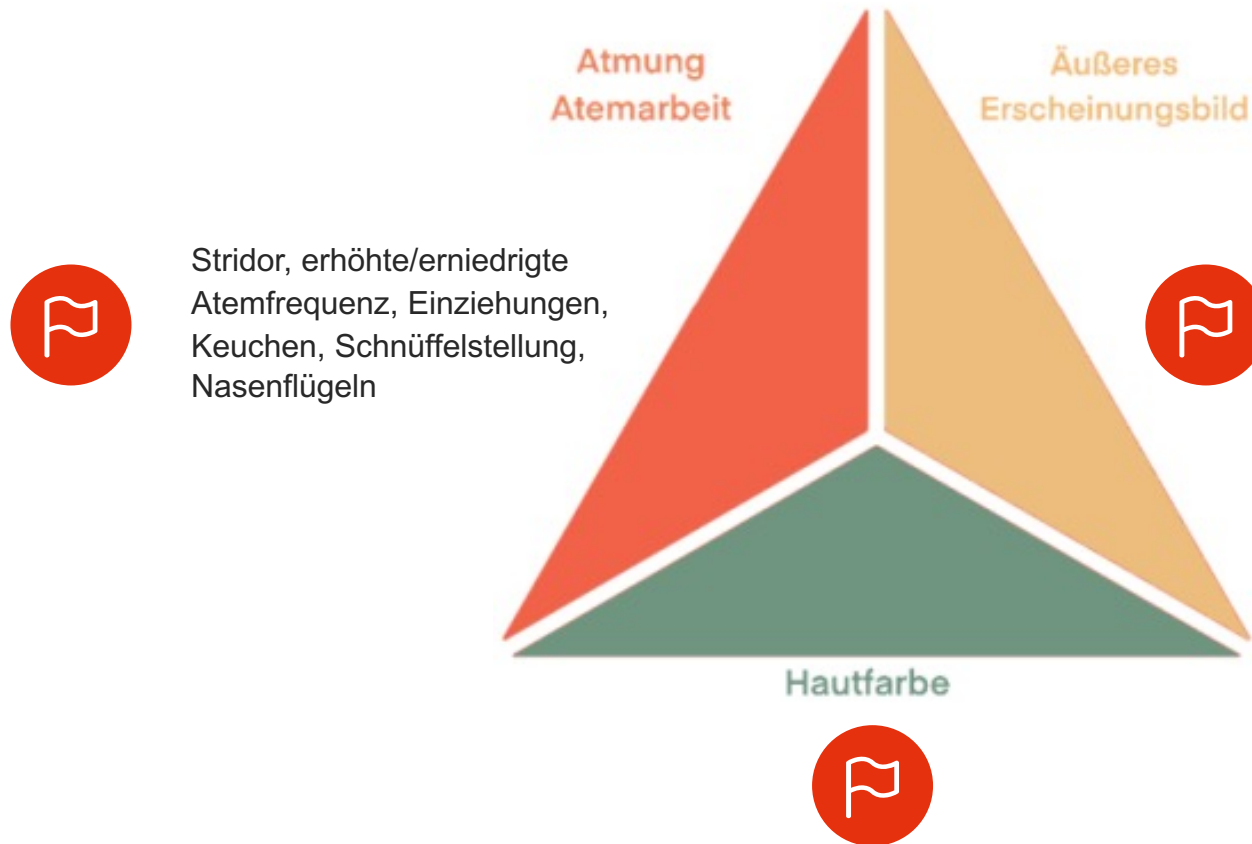 Atmung
Atemarbeit
Äußeres
Erscheinungsbild
Stridor, erhöhte/erniedrigte
Atemfrequenz, Einziehungen,
Keuchen, Schnüffelstellung,
Nasenflügeln
Hautfarbe